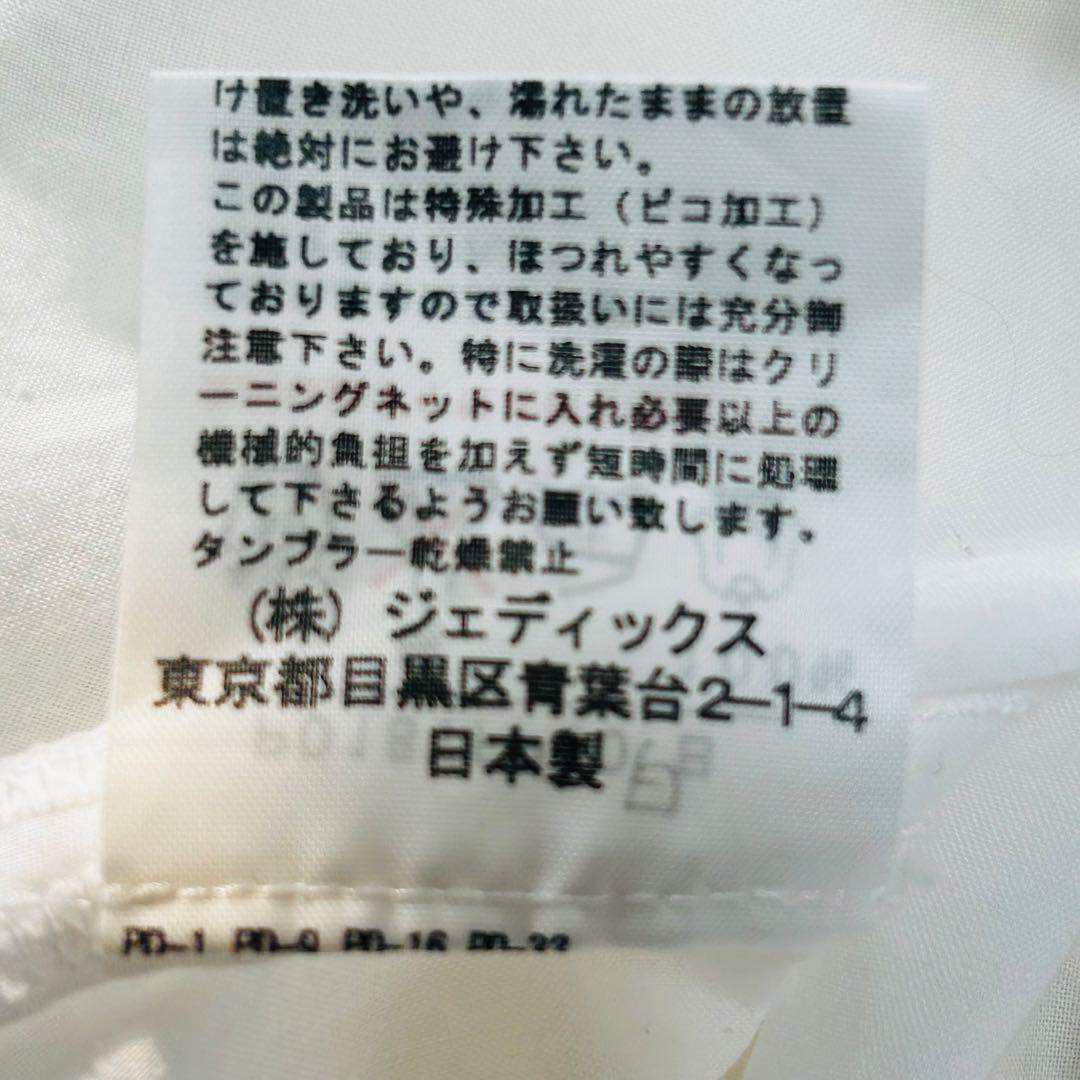 け置き洗いや、濡れたままの放置
は絶対にお避け下さい。
この製品は特殊加工（ピコ加工）
を施しており、ほつれやすくなっ
ておりますので取扱いには充分御
注意下さい。特に洗濯の際はクリ
ーニングネットに入れ必要以上の
機械的負担を加えず短時間に処理
して下さるようお願い致します。
タンブラー乾燥禁止
(株) ジェディックス
東京都目黒区青葉台2-1-4
日本製
PD-1 PD-9 PD-16 PD-33